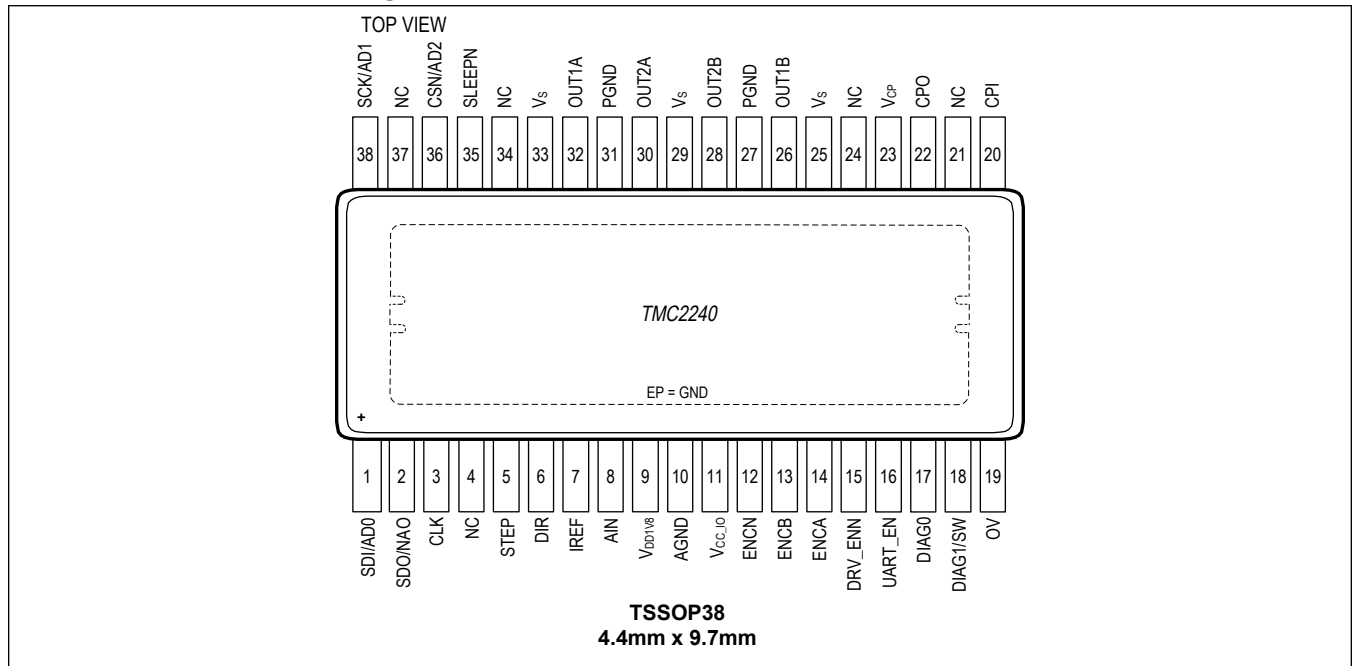 TOP VIEW
SCK/AD1
NC
CSN/AD2
SLEEPN
NC
VS
OUT1A
PGND
OUT2A
VS
OUT2B
PGND
OUT1B
VS
NC
VCP
CPO
NC
CPI
38 37 36 35 34 33 32 31 30 29 28 27 26 25 24 23 22 21 20
TMC2240
EP = GND
+
1 2 3 4 5 6 7 8 9 10 11 12 13 14 15 16 17 18 19
SDI/AD0
SDO/NAO
CLK
NC
STEP
DIR
IREF
AIN
VDD1V8
AGND
VCC_IO
ENCN
ENCB
ENCA
DRV_ENN
UART_EN
DIAG0
DIAG1/SW
OV
TSSOP38
4.4mm x 9.7mm